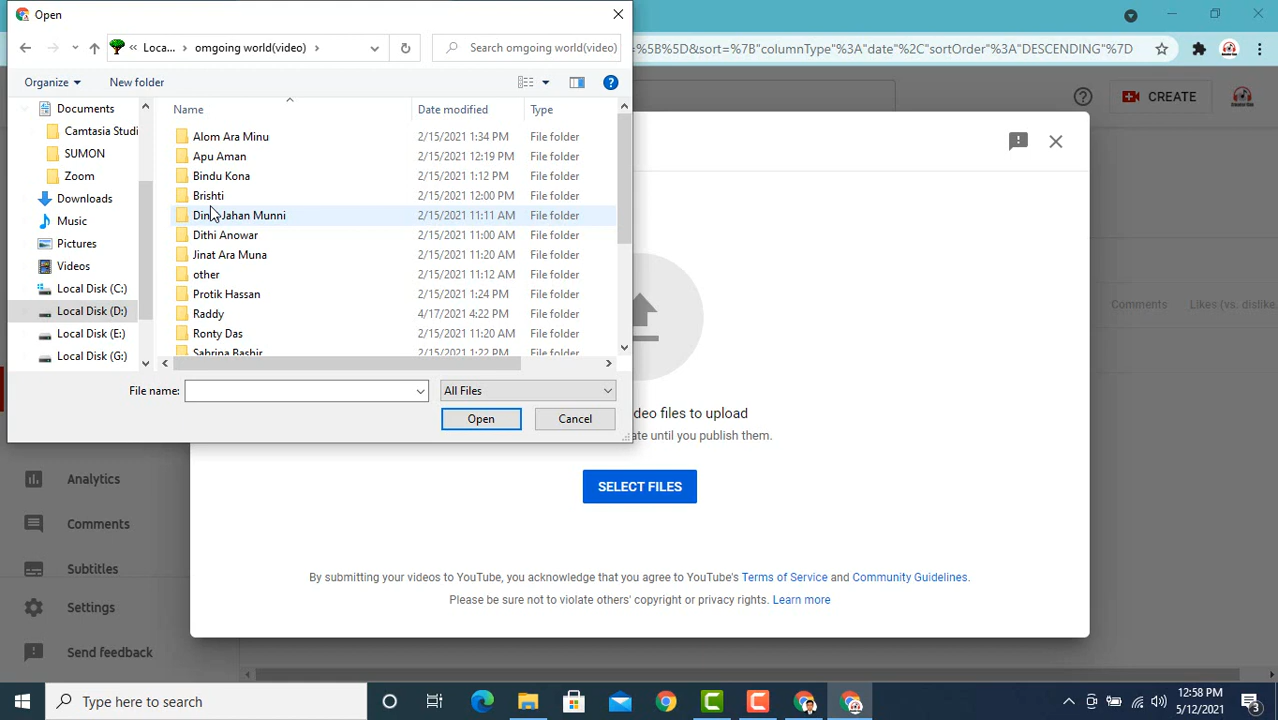 Open
Loca... › omgoing world(video) ›
Search omgoing world(video)
=%5B%5D&sort=%7B"columnType"%3A"date"%2C"sortOrder"%3A"DESCENDING"%7D
Organize
New folder
CREATE
Documents
Camtasia Studi
SUMON
Zoom
Downloads
Music
Pictures
Videos
Local Disk (C:)
Local Disk (D:)
Local Disk (E:)
Local Disk (G:)
Name Date modified Type
Alom Ara Minu 2/15/2021 1:34 PM File folder
Apu Aman 2/15/2021 12:19 PM File folder
Bindu Kona 2/15/2021 1:12 PM File folder
Brishti 2/15/2021 12:00 PM File folder
Jahan Munni 2/15/2021 11:11 AM File folder
Dithi Anowar 2/15/2021 11:00 AM File folder
Jinat Ara Muna 2/15/2021 11:20 AM File folder
other 2/15/2021 11:12 AM File folder
Protik Hassan 2/15/2021 1:24 PM File folder
Raddy 4/17/2021 4:22 PM File folder
Ronty Das 2/15/2021 11:20 AM File folder
Sabrina Bashir 2/15/2021 1:22 PM File folder
File name:
All Files
Open
Cancel
Comments Likes (vs. dislike
deo files to upload
ate until you publish them.
SELECT FILES
By submitting your videos to YouTube, you acknowledge that you agree to YouTube's Terms of Service and Community Guidelines.
Please be sure not to violate others' copyright or privacy rights. Learn more
Analytics
Comments
Subtitles
Settings
Send feedback
Type here to search
12:58 PM
5/12/2021
3